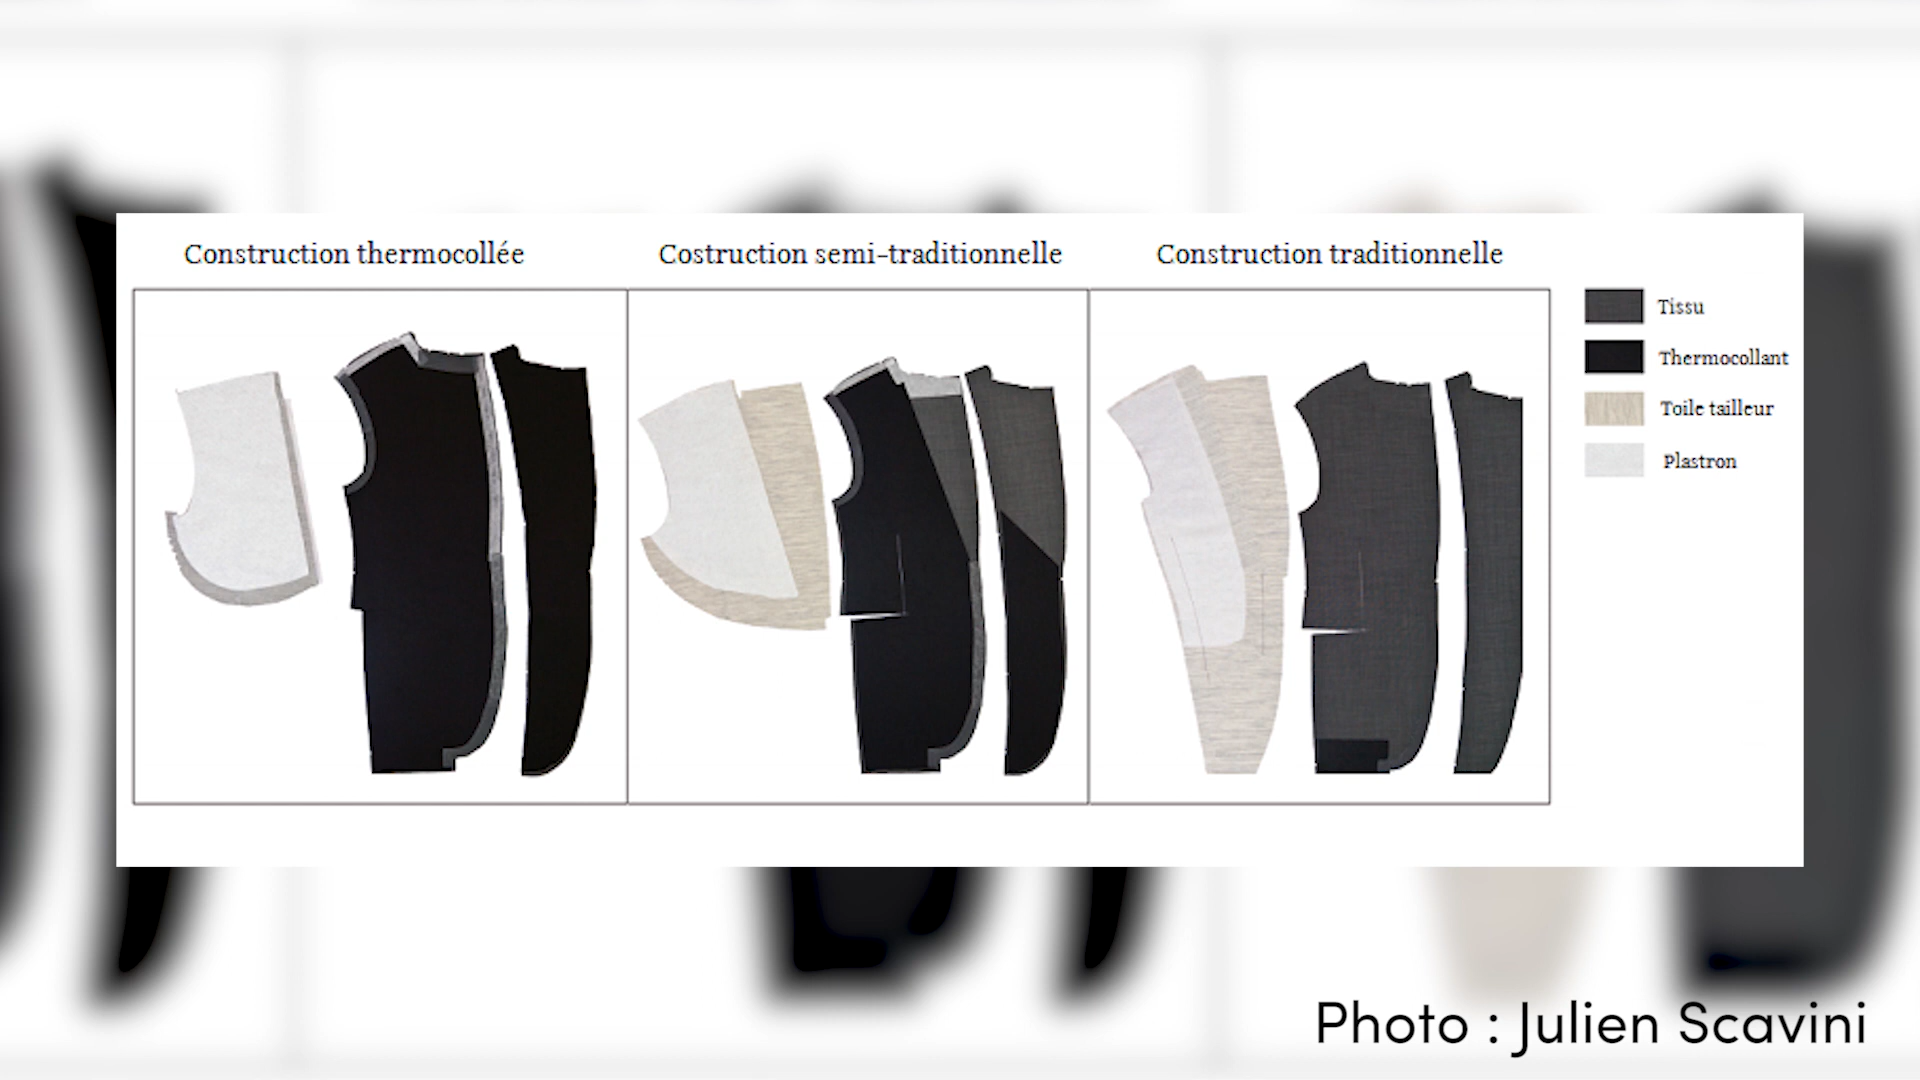 Construction thermocollée
Costruction semi-traditionnelle
Construction traditionnelle
Tissu
Thermocollant
Toile tailleur
Plastron
Photo : Julien Scavini